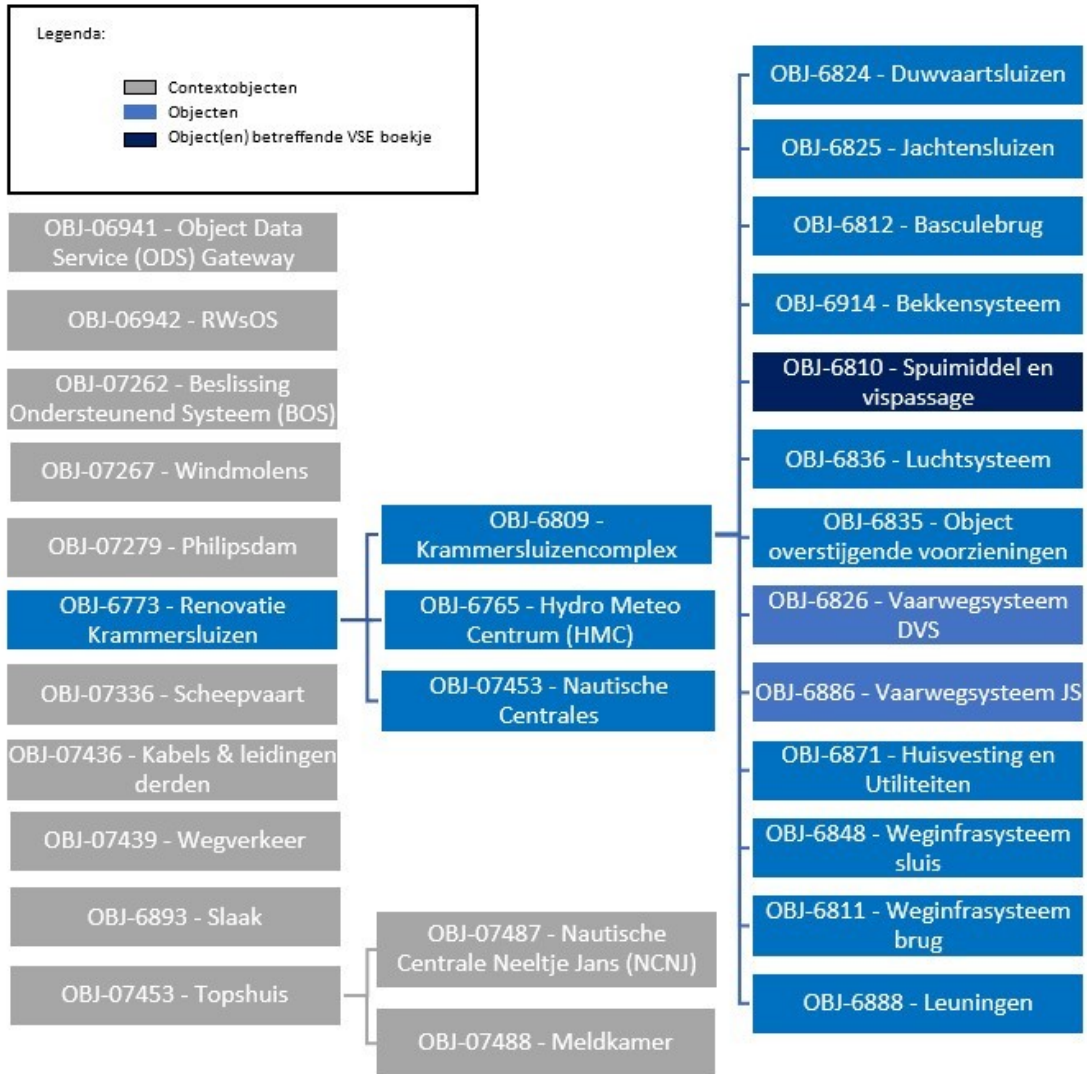 Legenda:
Contextobjecten
Objecten
Object(en) betreffende VSE boekje
OBJ-06941 - Object Data
Service (ODS) Gateway
OBJ-06942 - RWsOS
OBJ-07262 - Beslissing
Ondersteunend Systeem (BOS)
OBJ-07267 - Windmolens
OBJ-07279 - Philipsdam
OBJ-6773 - Renovatie
Krammersluizen
OBJ-07336 - Scheepvaart
OBJ-07436 - Kabels & leidingen
derden
OBJ-07439 - Wegverkeer
OBJ-6893 - Slaak
OBJ-07453 - Topshuis
OBJ-6809 -
Krammersluizencomplex
OBJ-6765 - Hydro Meteo
Centrum (HMC)
OBJ-07453 - Nautische
Centrales
OBJ-07487 - Nautische
Centrale Neeltje Jans (NCNJ)
OBJ-07488 - Meldkamer
OBJ-6824 - Duwvaartsluizen
OBJ-6825 - Jachtensluizen
OBJ-6812 - Basculebrug
OBJ-6914 - Bekkensysteem
OBJ-6810 - Spuimiddel en
vispassage
OBJ-6836 - Luchtsysteem
OBJ-6835 - Object
overstijgende voorzieningen
OBJ-6826 - Vaarwegsysteem
DVS
OBJ-6886 - Vaarwegsysteem JS
OBJ-6871 - Huisvesting en
Utiliteiten
OBJ-6848 - Weginfrasysteem
sluis
OBJ-6811 - Weginfrasysteem
brug
OBJ-6888 - Leuningen